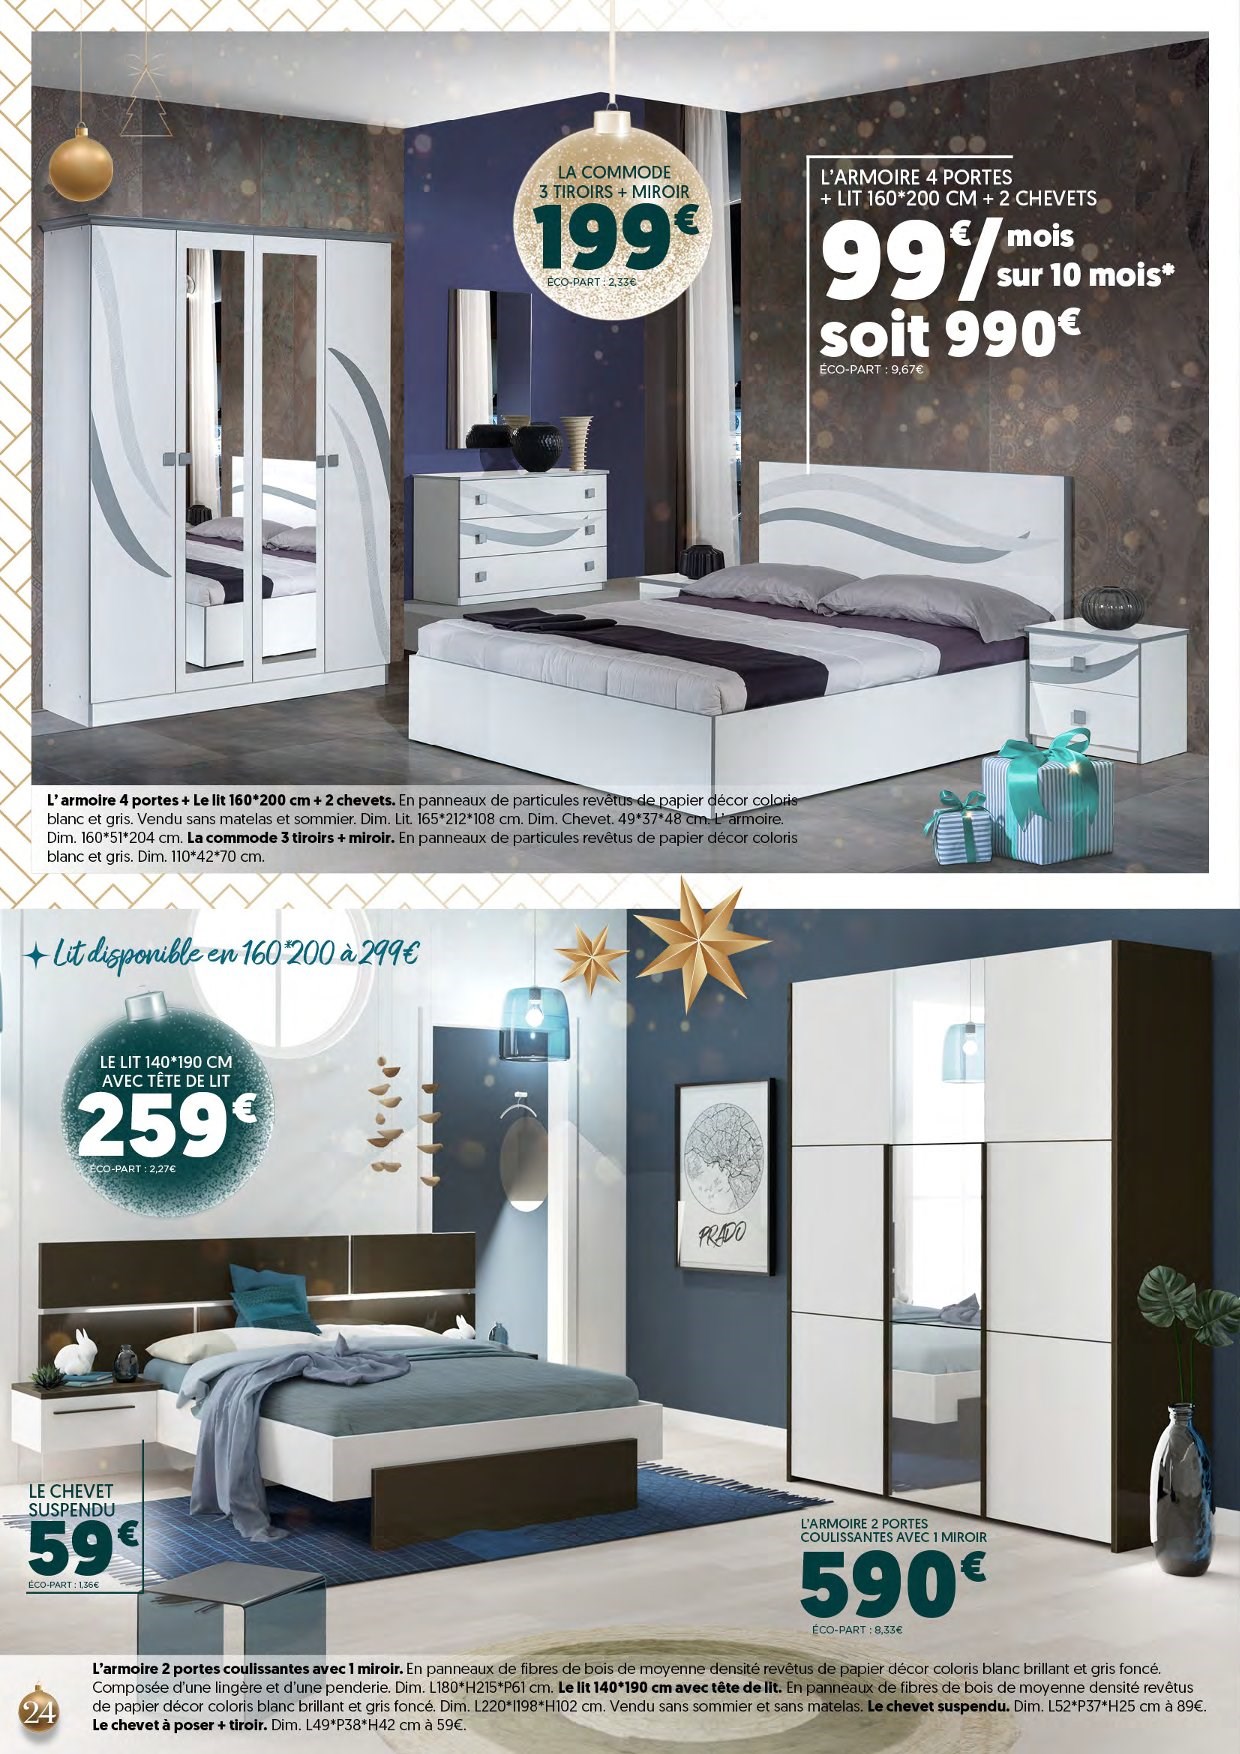 LA COMMODE
3 TIROIRS + MIROIR
199€
ÉCO-PART : 2,33€
L'ARMOIRE 4 PORTES
+ LIT 160*200 CM + 2 CHEVETS
99€/mois
sur 10 mois*
soit 990€
ÉCO-PART : 9,67€
L' armoire 4 portes + Le lit 160*200 cm + 2 chevets. En panneaux de particules revêtus de papier décor coloris
blanc et gris. Vendu sans matelas et sommier. Dim. Lit. 165*212*108 cm. Dim. Chevet. 49*37*48 cm. L' armoire.
Dim. 160*51*204 cm. La commode 3 tiroirs + miroir. En panneaux de particules revêtus de papier décor coloris
blanc et gris. Dim. 110*42*70 cm.
Lit disponible en 160*200 à 299€
LE LIT 140*190 CM
AVEC TÊTE DE LIT
259€
ÉCO-PART : 2,27€
PRADO
LE CHEVET
SUSPENDU
59€
ÉCO-PART : 1,36€
L'ARMOIRE 2 PORTES
COULISSANTES AVEC 1 MIROIR
590€
ÉCO-PART : 8,33€
L'armoire 2 portes coulissantes avec 1 miroir. En panneaux de fibres de bois de moyenne densité revêtus de papier décor coloris blanc brillant et gris foncé.
Composée d'une lingère et d'une penderie. Dim. L180*H215*P61 cm. Le lit 140*190 cm avec tête de lit. En panneaux de fibres de bois de moyenne densité revêtus
de papier décor coloris blanc brillant et gris foncé. Dim. L220*l198*H102 cm. Vendu sans sommier et sans matelas. Le chevet suspendu. Dim. L52*P37*H25 cm à 89€.
Le chevet à poser + tiroir. Dim. L49*P38*H42 cm à 59€.
24